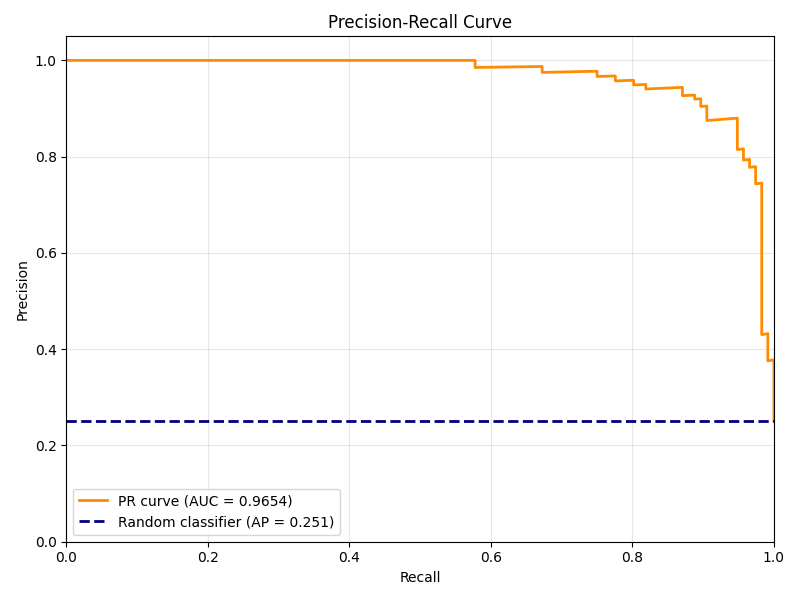 Precision-Recall Curve
1.0
0.8
0.6
0.4
0.2
0.0
Precision
PR curve (AUC = 0.9654)
Random classifier (AP = 0.251)
0.0 0.2 0.4 0.6 0.8 1.0
Recall